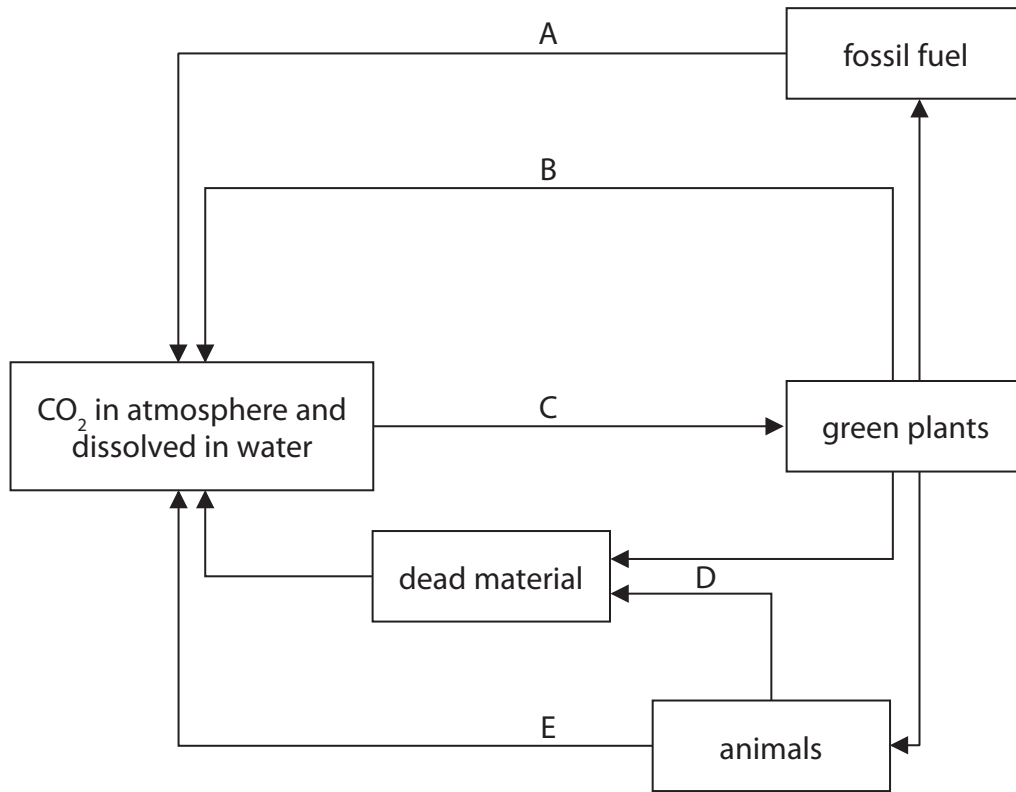 A
fossil fuel
B
CO₂ in atmosphere and
dissolved in water
C
green plants
dead material
D
E
animals